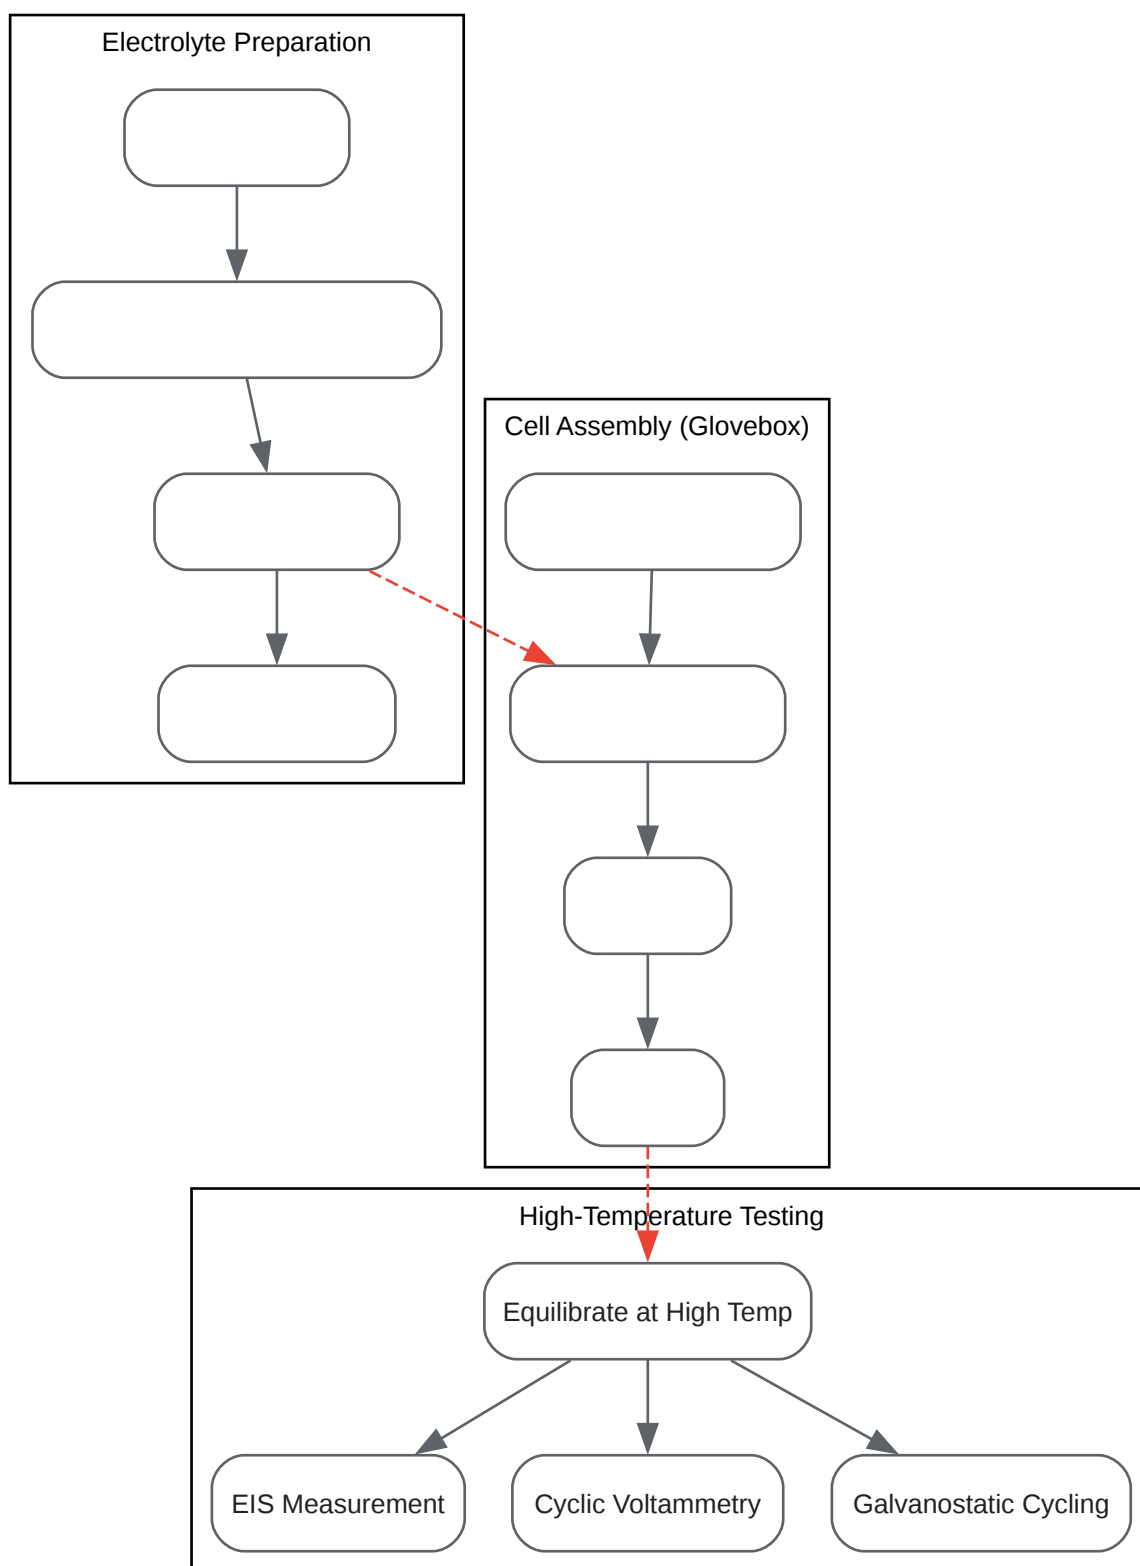 Electrolyte Preparation
Cell Assembly (Glovebox)
High-Temperature Testing
Equilibrate at High Temp
EIS Measurement
Cyclic Voltammetry
Galvanostatic Cycling